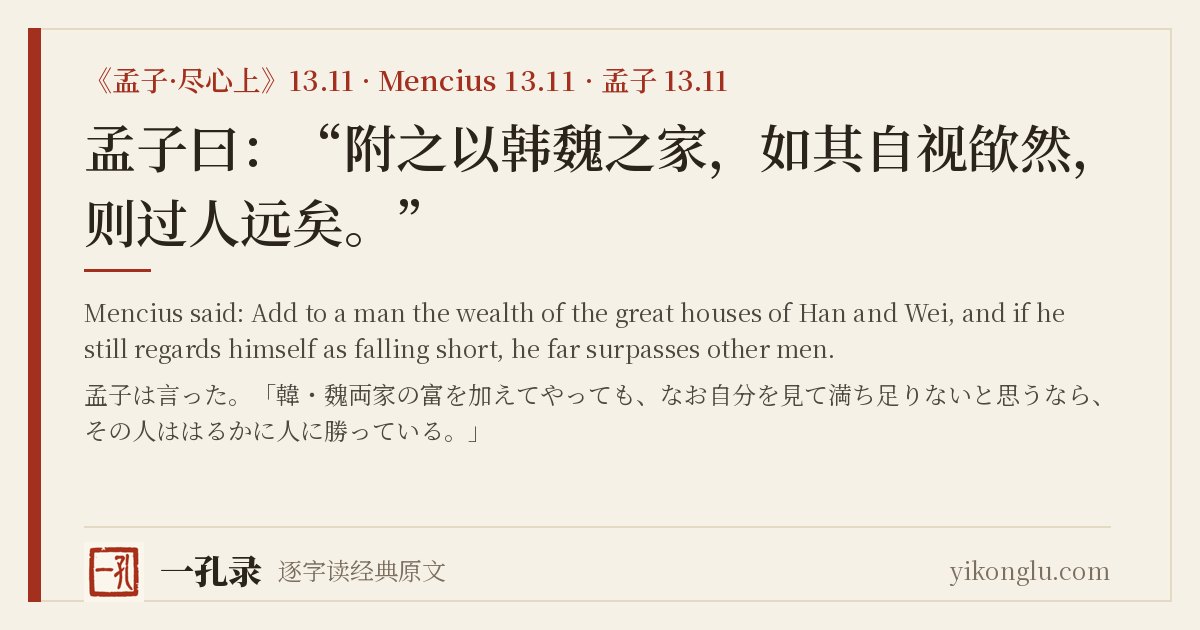 《孟子·尽心上》13.11 · Mencius 13.11 · 孟子 13.11
孟子曰：“附之以韩魏之家，如其自视欿然，
则过人远矣。”
Mencius said: Add to a man the wealth of the great houses of Han and Wei, and if he
still regards himself as falling short, he far surpasses other men.
孟子は言った。「韓・魏両家の富を加えてやっても、なお自分を見て満ち足りないと思うなら、
その人ははるかに人に勝っている。」
一孔
一孔录 逐字读经典原文 yikonglu.com